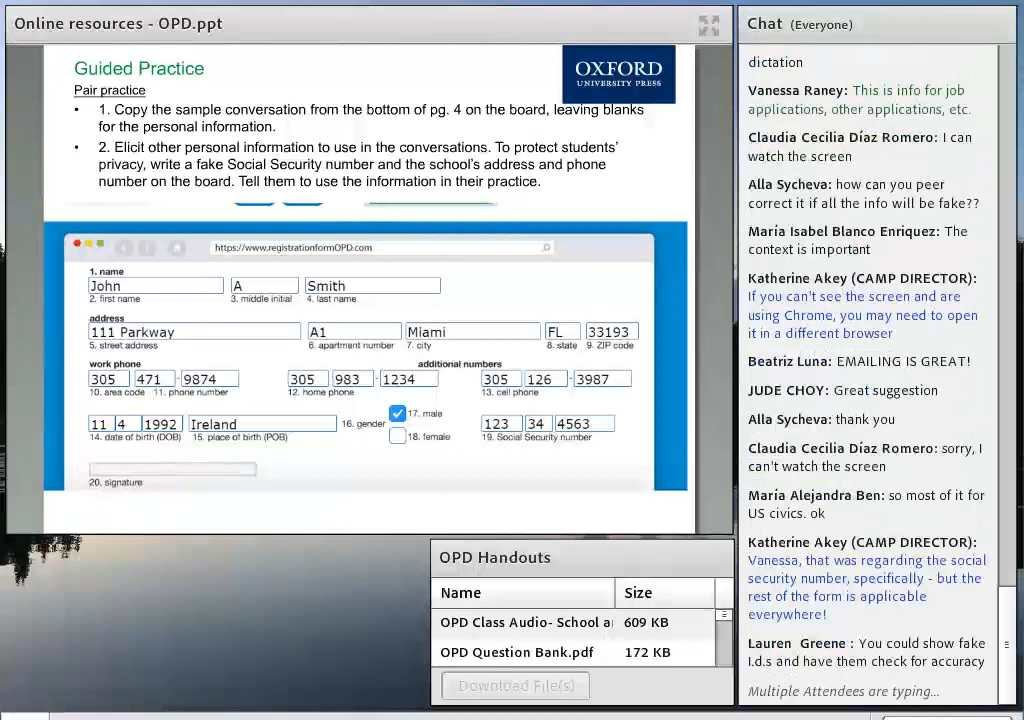 Online resources - OPD.ppt
Guided Practice
OXFORD
UNIVERSITY PRESS
Pair practice
• 1. Copy the sample conversation from the bottom of pg. 4 on the board, leaving blanks
for the personal information.
• 2. Elicit other personal information to use in the conversations. To protect students'
privacy, write a fake Social Security number and the school's address and phone
number on the board. Tell them to use the information in their practice.
https://www.registrationformOPD.com
1. name
John A Smith
2. first name 3. middle initial 4. last name
address
111 Parkway A1 Miami FL 33193
5. street address 6. apartment number 7. city 8. state 9. ZIP code
work phone additional numbers
305 471 - 9874 305 983 - 1234 305 126 - 3987
10. area code 11. phone number 12. home phone 13. cell phone
11 4 1992 Ireland 16. gender 17. male 123 34 4563
14. date of birth (DOB) 15. place of birth (POB) 18. female 19. Social Security number
20. signature
OPD Handouts
Name Size
OPD Class Audio- School a 609 KB
OPD Question Bank.pdf 172 KB
Download File(s)
Chat (Everyone)
dictation
Vanessa Raney: This is info for job
applications, other applications, etc.
Claudia Cecilia Díaz Romero: I can
watch the screen
Alla Sycheva: how can you peer
correct it if all the info will be fake??
María Isabel Blanco Enriquez: The
context is important
Katherine Akey (CAMP DIRECTOR):
If you can't see the screen and are
using Chrome, you may need to open
it in a different browser
Beatriz Luna: EMAILING IS GREAT!
JUDE CHOY: Great suggestion
Alla Sycheva: thank you
Claudia Cecilia Díaz Romero: sorry, I
can't watch the screen
María Alejandra Ben: so most of it for
US civics. ok
Katherine Akey (CAMP DIRECTOR):
Vanessa, that was regarding the social
security number, specifically - but the
rest of the form is applicable
everywhere!
Lauren Greene : You could show fake
I.d.s and have them check for accuracy
Multiple Attendees are typing...